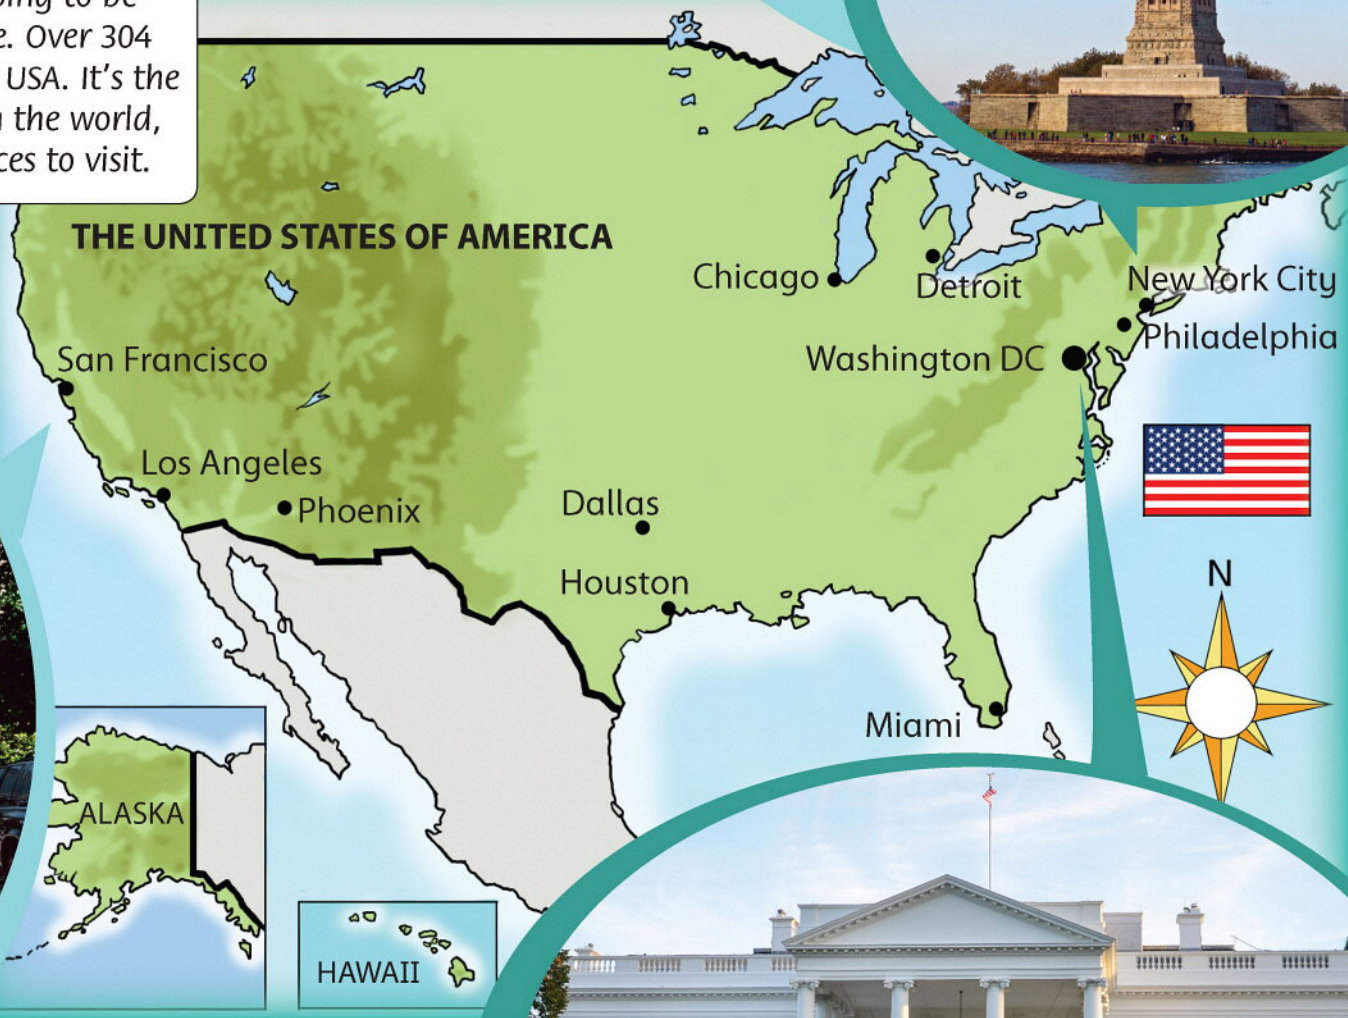 e. Over 304
USA. It's the
the world,
to visit.
THE UNITED STATES OF AMERICA
Chicago
Detroit
New York City
Philadelphia
Washington DC
San Francisco
Los Angeles
Phoenix
Dallas
Houston
Miami
N
ALASKA
HAWAII